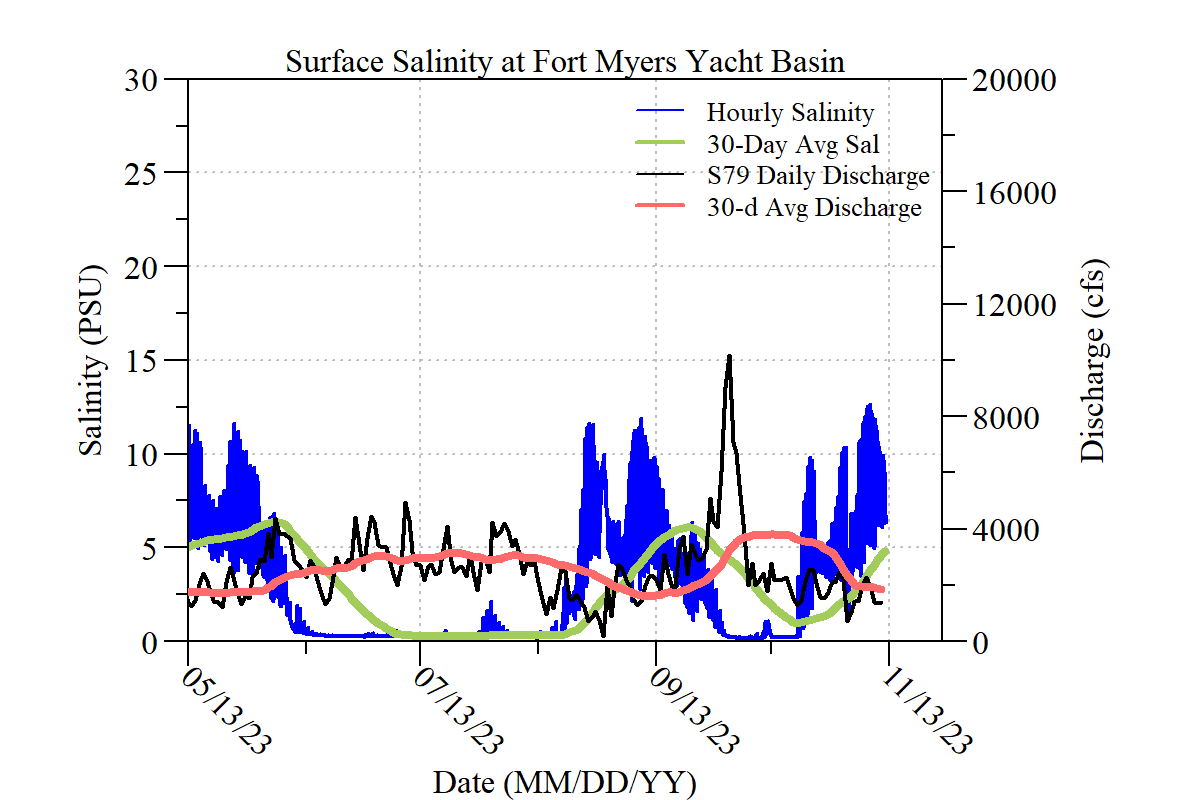 Surface Salinity at Fort Myers Yacht Basin
30
25
20
15
10
5
0
Salinity (PSU)
Hourly Salinity
30-Day Avg Sal
S79 Daily Discharge
30-d Avg Discharge
20000
16000
12000
8000
4000
0
Discharge (cfs)
05/13/23
07/13/23
09/13/23
11/13/23
Date (MM/DD/YY)